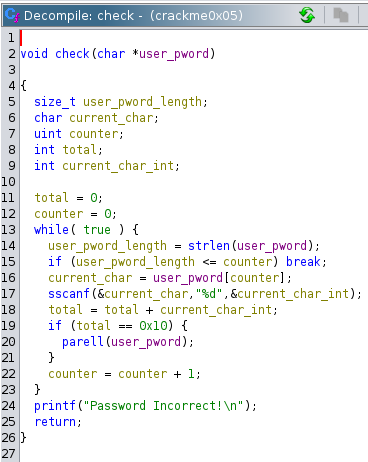 Decompile: check - (crackme0x05)
1
2 void check(char *user_pword)
3
4 {
5   size_t user_pword_length;
6   char current_char;
7   uint counter;
8   int total;
9   int current_char_int;
10
11   total = 0;
12   counter = 0;
13   while( true ) {
14     user_pword_length = strlen(user_pword);
15     if (user_pword_length <= counter) break;
16     current_char = user_pword[counter];
17     sscanf(&current_char,"%d",&current_char_int);
18     total = total + current_char_int;
19     if (total == 0x10) {
20       parell(user_pword);
21     }
22     counter = counter + 1;
23   }
24   printf("Password Incorrect!\n");
25   return;
26 }
27